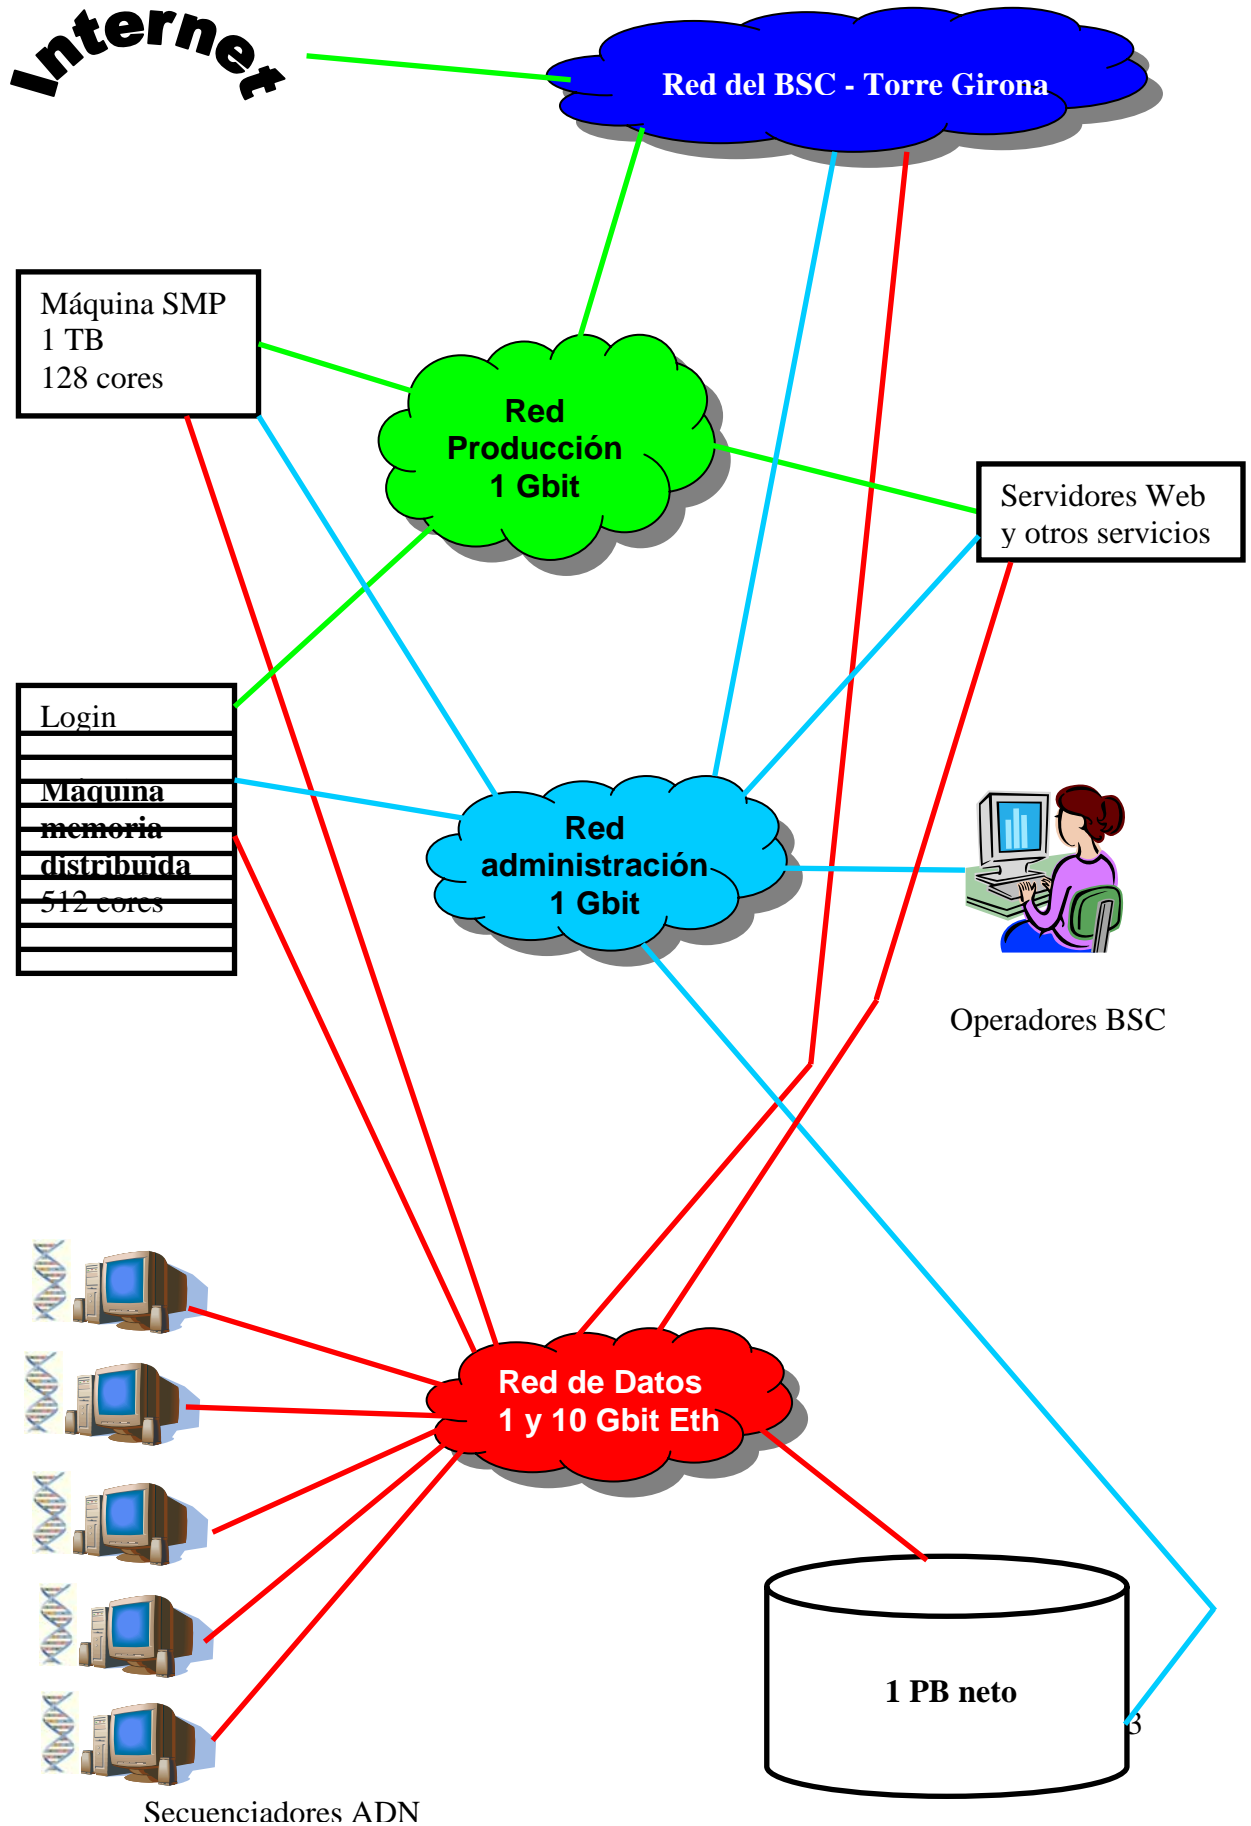 Internet
Red del BSC - Torre Girona
Máquina SMP
1 TB
128 cores
Red
Producción
1 Gbit
Servidores Web
y otros servicios
Login
Máquina
memoria
distribuida
512 cores
Red
administración
1 Gbit
Operadores BSC
Red de Datos
1 y 10 Gbit Eth
1 PB neto
3
Secuenciadores ADN